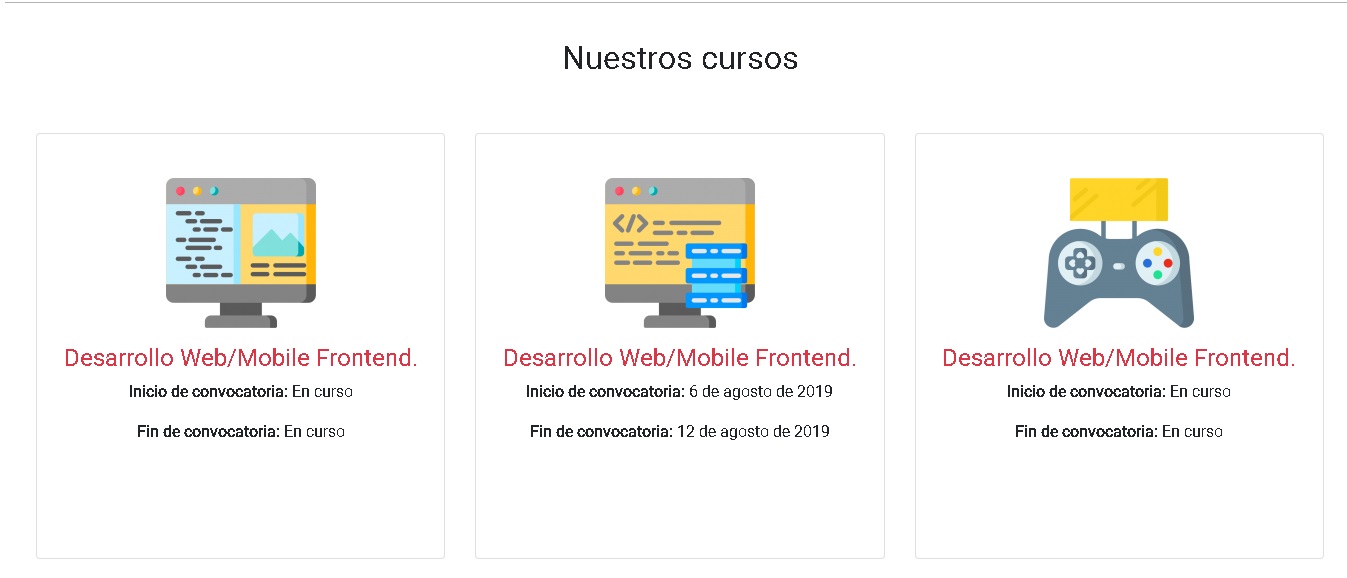 Nuestros cursos
Desarrollo Web/Mobile Frontend.
Inicio de convocatoria: En curso
Fin de convocatoria: En curso
Desarrollo Web/Mobile Frontend.
Inicio de convocatoria: 6 de agosto de 2019
Fin de convocatoria: 12 de agosto de 2019
Desarrollo Web/Mobile Frontend.
Inicio de convocatoria: En curso
Fin de convocatoria: En curso